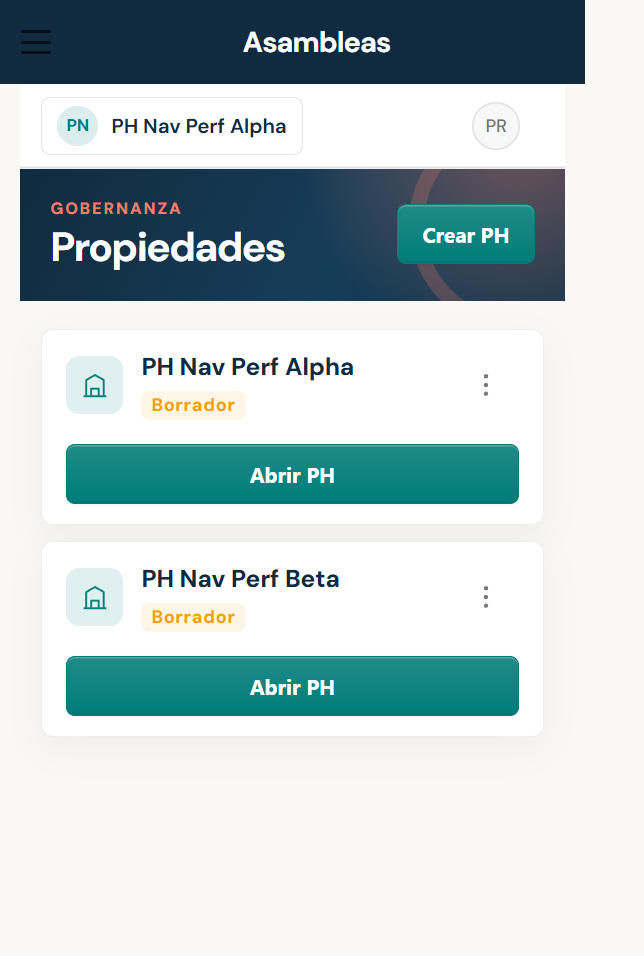 Asambleas
PN PH Nav Perf Alpha
PR
GOBERNANZA
Propiedades
Crear PH
PH Nav Perf Alpha
Borrador
Abrir PH
PH Nav Perf Beta
Borrador
Abrir PH